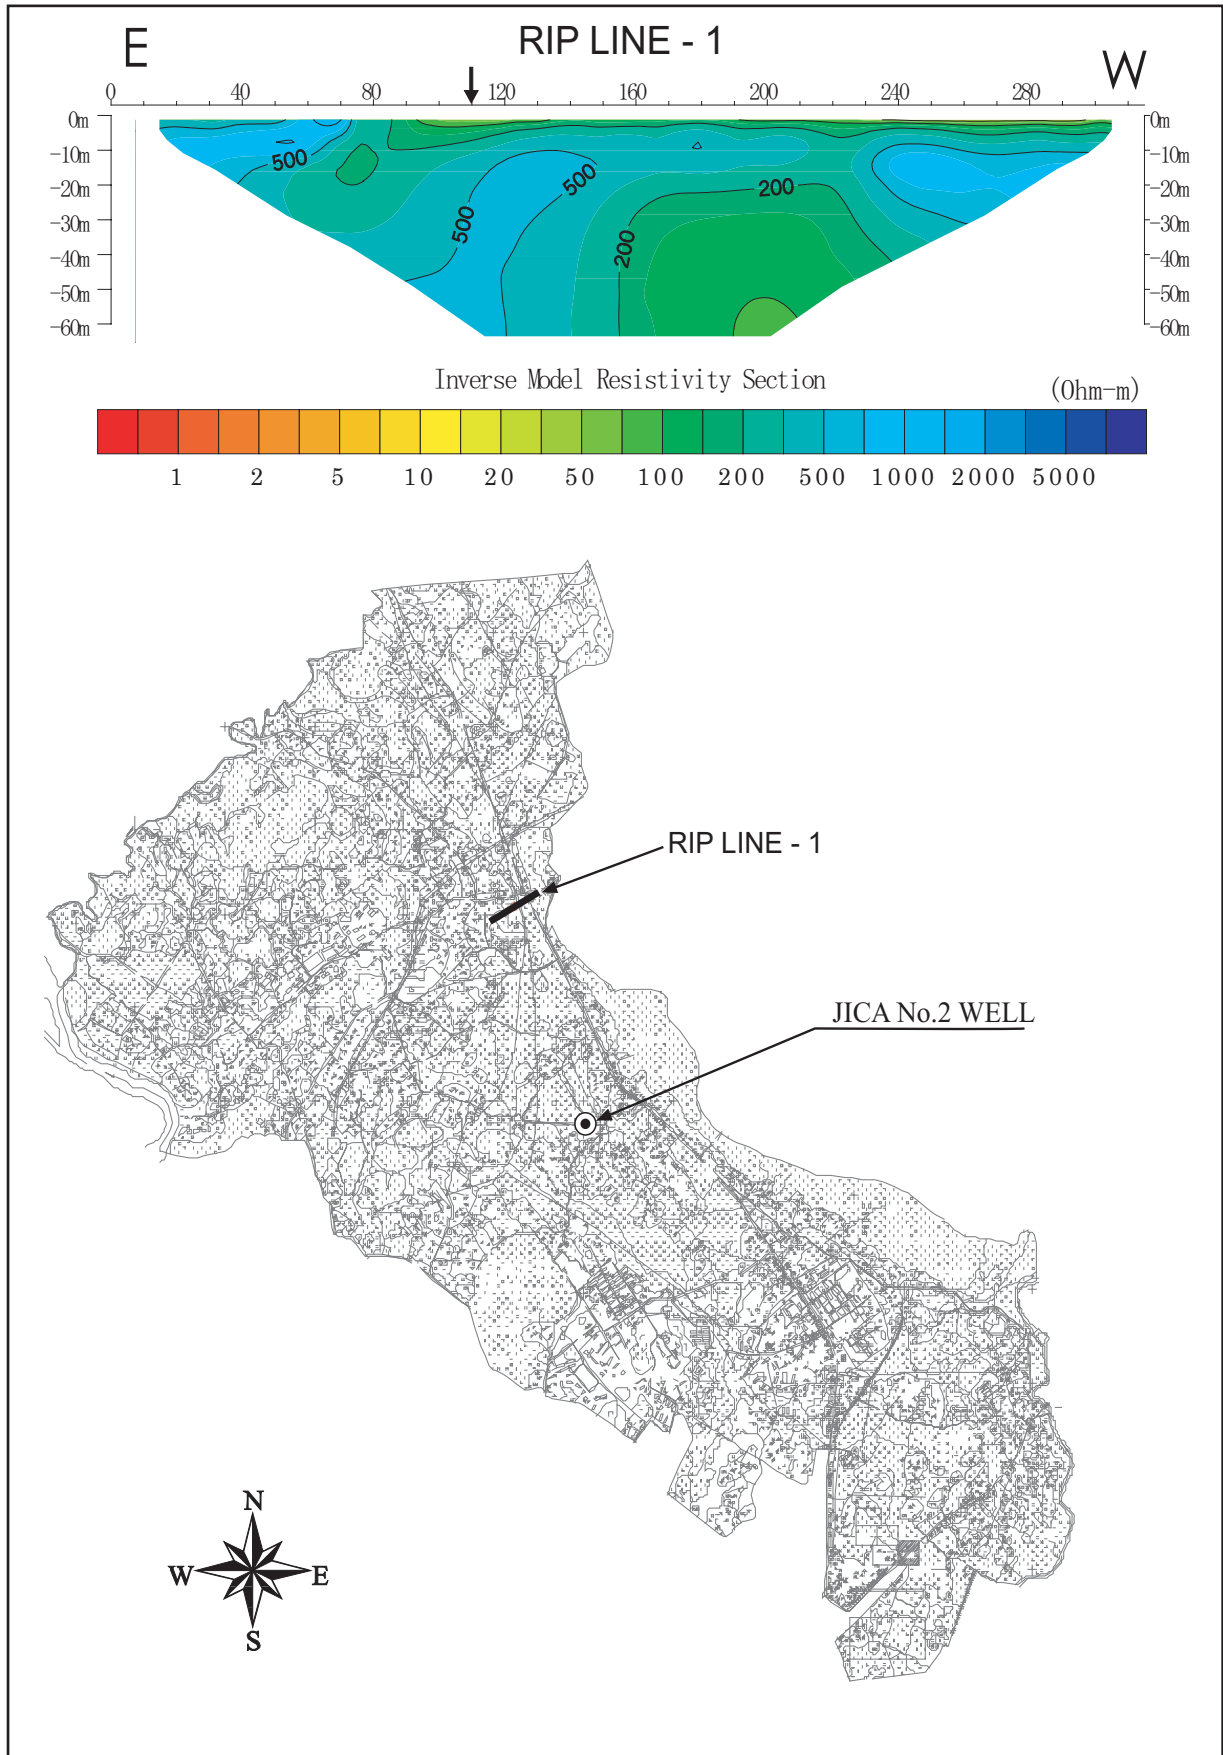 E RIP LINE - 1 W
0 40 80 120 160 200 240 280
0m 0m
-10m -10m
-20m -20m
-30m -30m
-40m -40m
-50m -50m
-60m -60m
500 500 500 200 200
Inverse Model Resistivity Section (Ohm-m)
1 2 5 10 20 50 100 200 500 1000 2000 5000
RIP LINE - 1
JICA No.2 WELL
N
W E
S